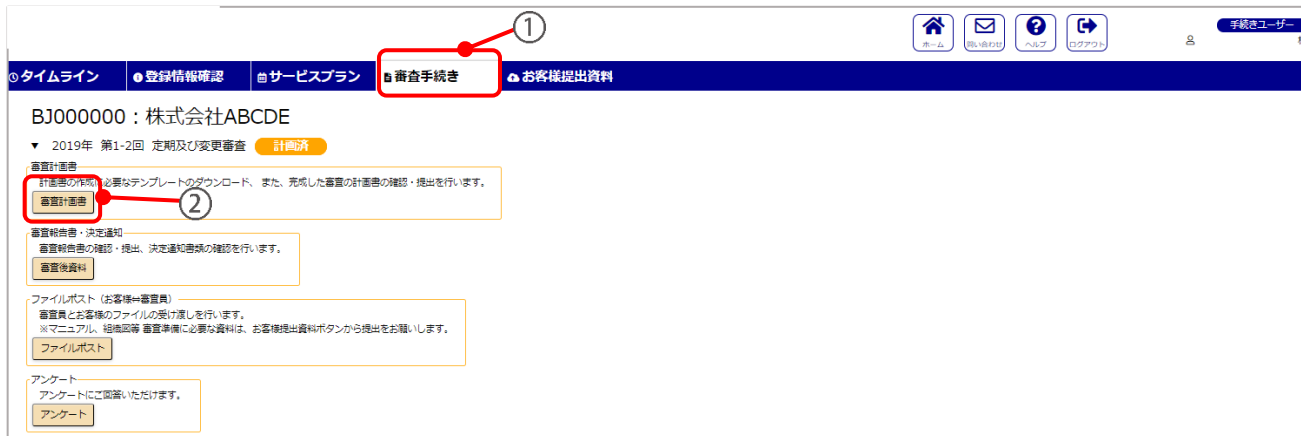 ①
ホーム
問い合わせ
ヘルプ
ログアウト
手続きユーザー
タイムライン
登録情報確認
サービスプラン
審査手続き
お客様提出資料
BJ000000：株式会社ABCDE
▼ 2019年 第1-2回 定期及び変更審査 計画済
審査計画書
計画書の作成に必要なテンプレートのダウンロード、また、完成した審査の計画書の確認・提出を行います。
審査計画書
②
審査報告書・決定通知
審査報告書の確認・提出、決定通知書類の確認を行います。
審査後資料
ファイルポスト（お客様⇔審査員）
審査員とお客様のファイルの受け渡しを行います。
※マニュアル、組織図等 審査準備に必要な資料は、お客様提出資料ボタンから提出をお願いします。
ファイルポスト
アンケート
アンケートにご回答いただけます。
アンケート